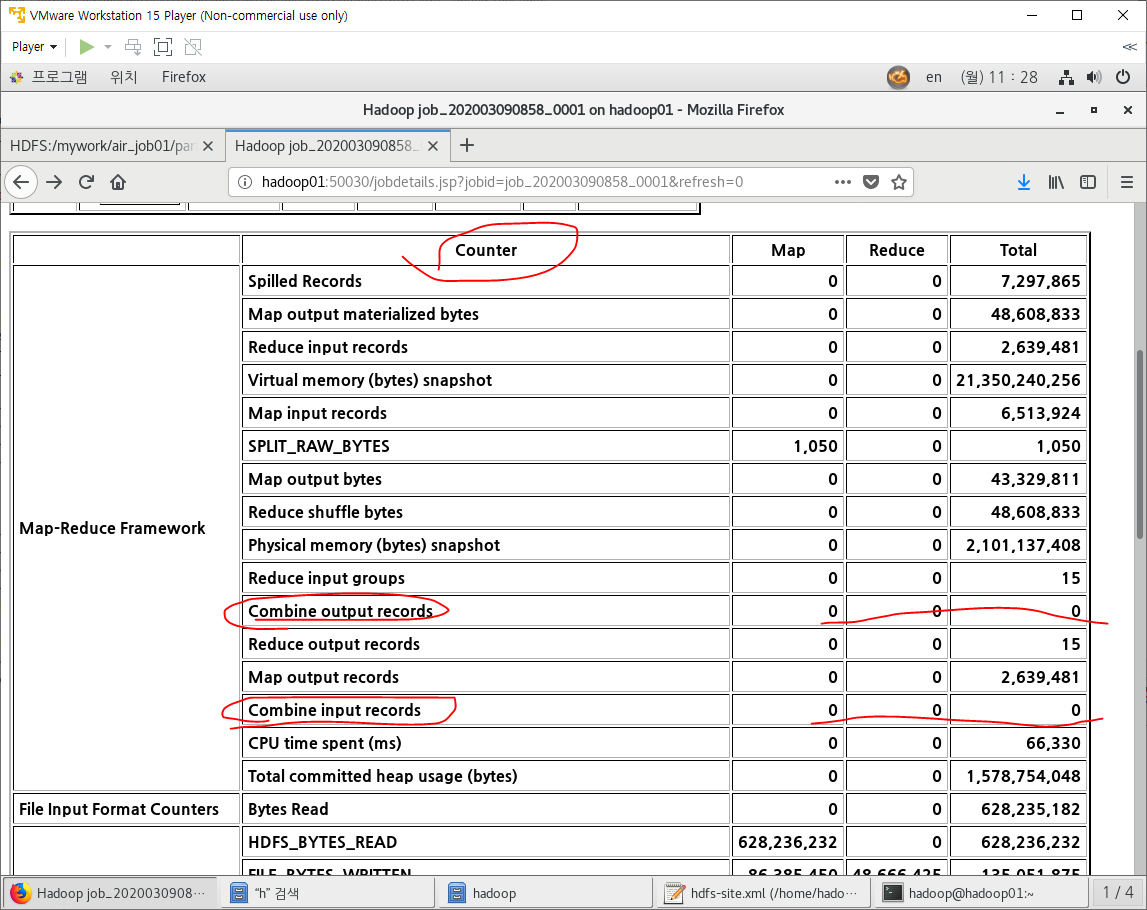 VMware Workstation 15 Player (Non-commercial use only)
Player
프로그램 위치 Firefox en (월) 11 : 28
Hadoop job_202003090858_0001 on hadoop01 - Mozilla Firefox
HDFS:/mywork/air_job01/par Hadoop job_202003090858_
hadoop01:50030/jobdetails.jsp?jobid=job_202003090858_0001&refresh=0
Counter Map Reduce Total
Spilled Records 0 0 7,297,865
Map output materialized bytes 0 0 48,608,833
Reduce input records 0 0 2,639,481
Virtual memory (bytes) snapshot 0 0 21,350,240,256
Map input records 0 0 6,513,924
SPLIT_RAW_BYTES 1,050 0 1,050
Map output bytes 0 0 43,329,811
Reduce shuffle bytes 0 0 48,608,833
Map-Reduce Framework
Physical memory (bytes) snapshot 0 0 2,101,137,408
Reduce input groups 0 0 15
Combine output records 0 0 0
Reduce output records 0 0 15
Map output records 0 0 2,639,481
Combine input records 0 0 0
CPU time spent (ms) 0 0 66,330
Total committed heap usage (bytes) 0 0 1,578,754,048
File Input Format Counters Bytes Read 0 0 628,235,182
HDFS_BYTES_READ 628,236,232 0 628,236,232
FILE_BYTES_WRITTEN 86,385,450 48,666,425 135,051,875
Hadoop job_2020030908··· "h" 검색 hadoop hdfs-site.xml (/home/hado··· hadoop@hadoop01:~ 1 / 4